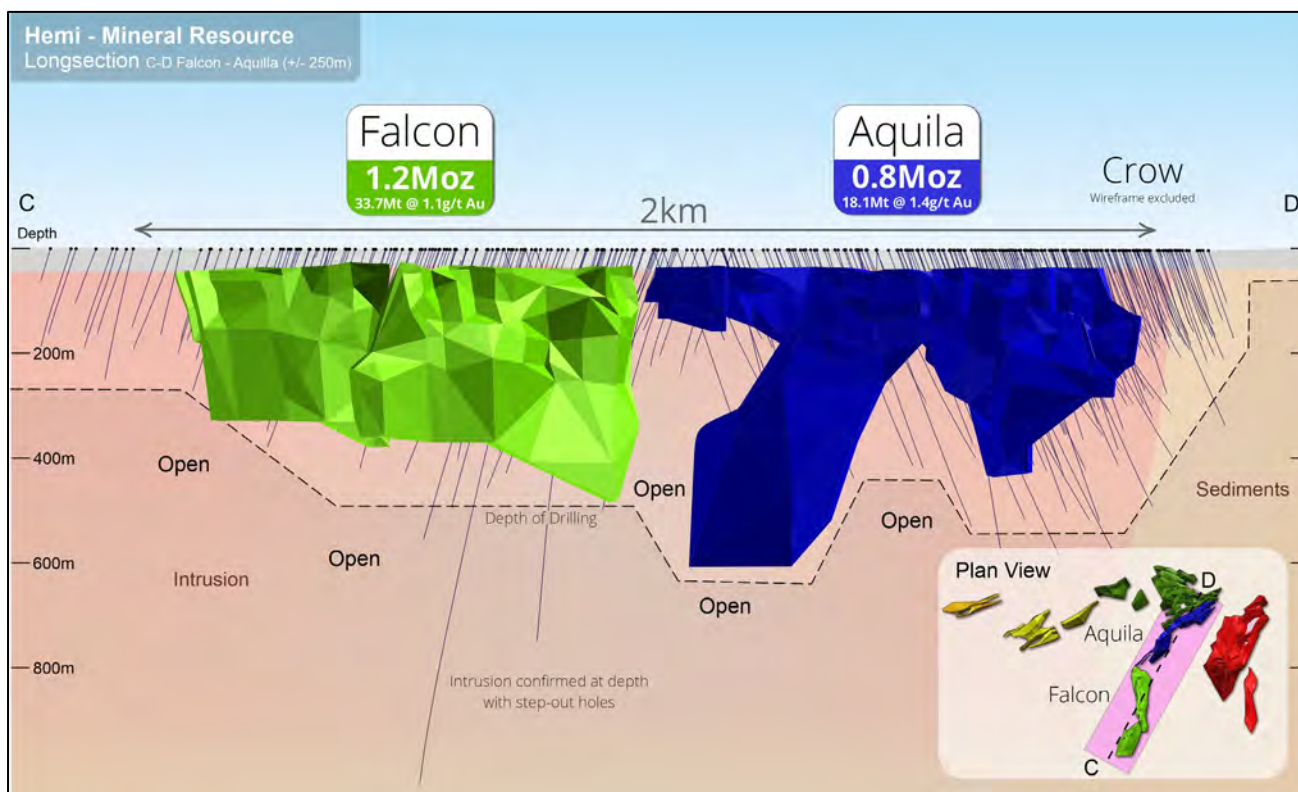 Hemi - Mineral Resource
Longsection C-D Falcon - Aquilla (+/- 250m)
Falcon
1.2Moz
33.7Mt @ 1.1g/t Au
Aquila
0.8Moz
18.1Mt @ 1.4g/t Au
Crow
Wireframe excluded
C
D
Depth
2km
200m
400m
600m
800m
Open
Open
Open
Open
Open
Depth of Drilling
Intrusion
Sediments
Intrusion confirmed at depth
with step-out holes
Plan View
D
Aquila
Falcon
C